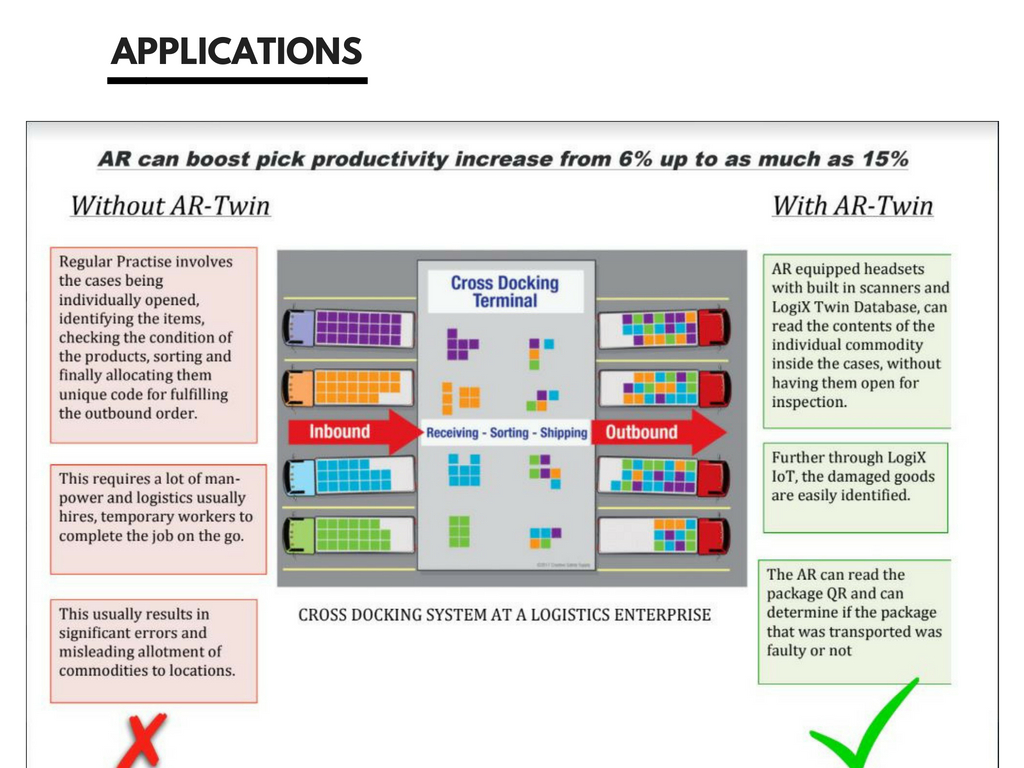 APPLICATIONS
AR can boost pick productivity increase from 6% up to as much as 15%
Without AR-Twin
Regular Practise involves
the cases being
individually opened,
identifying the items,
checking the condition of
the products, sorting and
finally allocating them
unique code for fulfilling
the outbound order.
This requires a lot of man-
power and logistics usually
hires, temporary workers to
complete the job on the go.
This usually results in
significant errors and
misleading allotment of
commodities to locations.
Cross Docking
Terminal
Inbound
Receiving - Sorting - Shipping
Outbound
CROSS DOCKING SYSTEM AT A LOGISTICS ENTERPRISE
With AR-Twin
AR equipped headsets
with built in scanners and
LogiX Twin Database, can
read the contents of the
individual commodity
inside the cases, without
having them open for
inspection.
Further through LogiX
IoT, the damaged goods
are easily identified.
The AR can read the
package QR and can
determine if the package
that was transported was
faulty or not